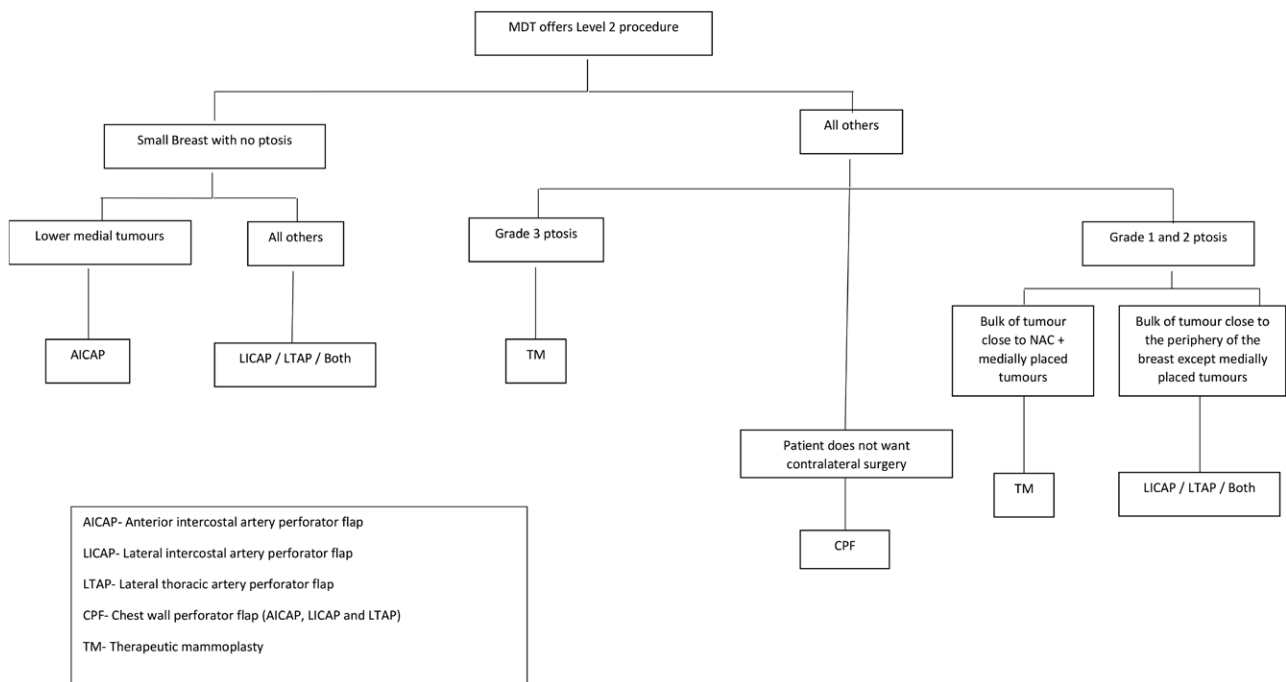 MDT offers Level 2 procedure
Small Breast with no ptosis
All others
Lower medial tumours
All others
Grade 3 ptosis
Grade 1 and 2 ptosis
AICAP
LICAP / LTAP / Both
TM
Bulk of tumour
close to NAC +
medially placed
tumours
Bulk of tumour close to
the periphery of the
breast except medially
placed tumours
Patient does not want
contralateral surgery
TM
LICAP / LTAP / Both
CPF
AICAP- Anterior intercostal artery perforator flap
LICAP- Lateral intercostal artery perforator flap
LTAP- Lateral thoracic artery perforator flap
CPF- Chest wall perforator flap (AICAP, LICAP and LTAP)
TM- Therapeutic mammoplasty